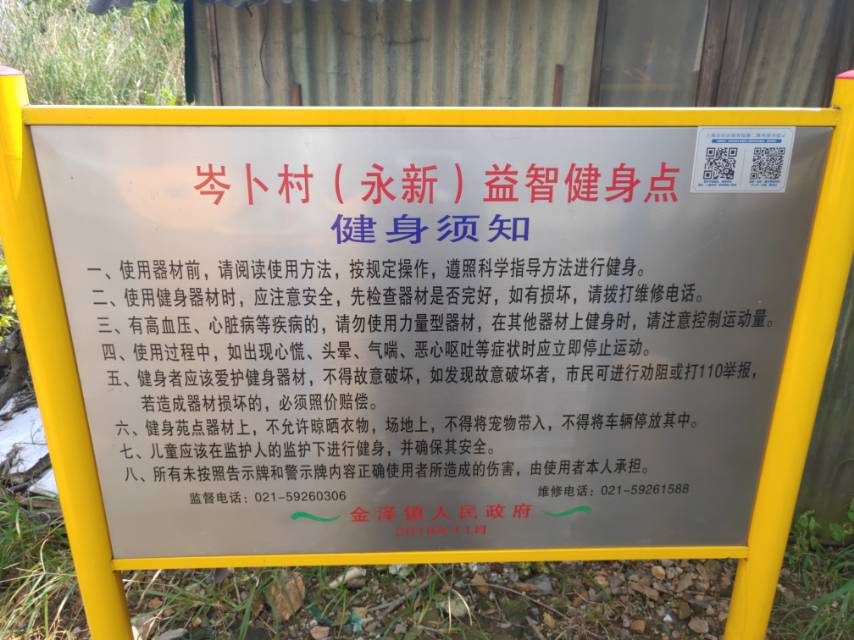 岑卜村（永新）益智健身点
健身须知
一、使用器材前，请阅读使用方法，按规定操作，遵照科学指导方法进行健身。
二、使用健身器材时，应注意安全，先检查器材是否完好，如有损坏，请拨打维修电话。
三、有高血压、心脏病等疾病的，请勿使用力量型器材，在其他器材上健身时，请注意控制运动量。
四、使用过程中，如出现心慌、头晕、气喘、恶心呕吐等症状时应立即停止运动。
五、健身者应该爱护健身器材，不得故意破坏，如发现故意破坏者，市民可进行劝阻或打110举报，
若造成器材损坏的，必须照价赔偿。
六、健身苑点器材上，不允许晾晒衣物，场地上，不得将宠物带入，不得将车辆停放其中。
七、儿童应该在监护人的监护下进行健身，并确保其安全。
八、所有未按照告示牌和警示牌内容正确使用者所造成的伤害，由使用者本人承担。
监督电话：021-59260306 维修电话：021-59261588
金泽镇人民政府